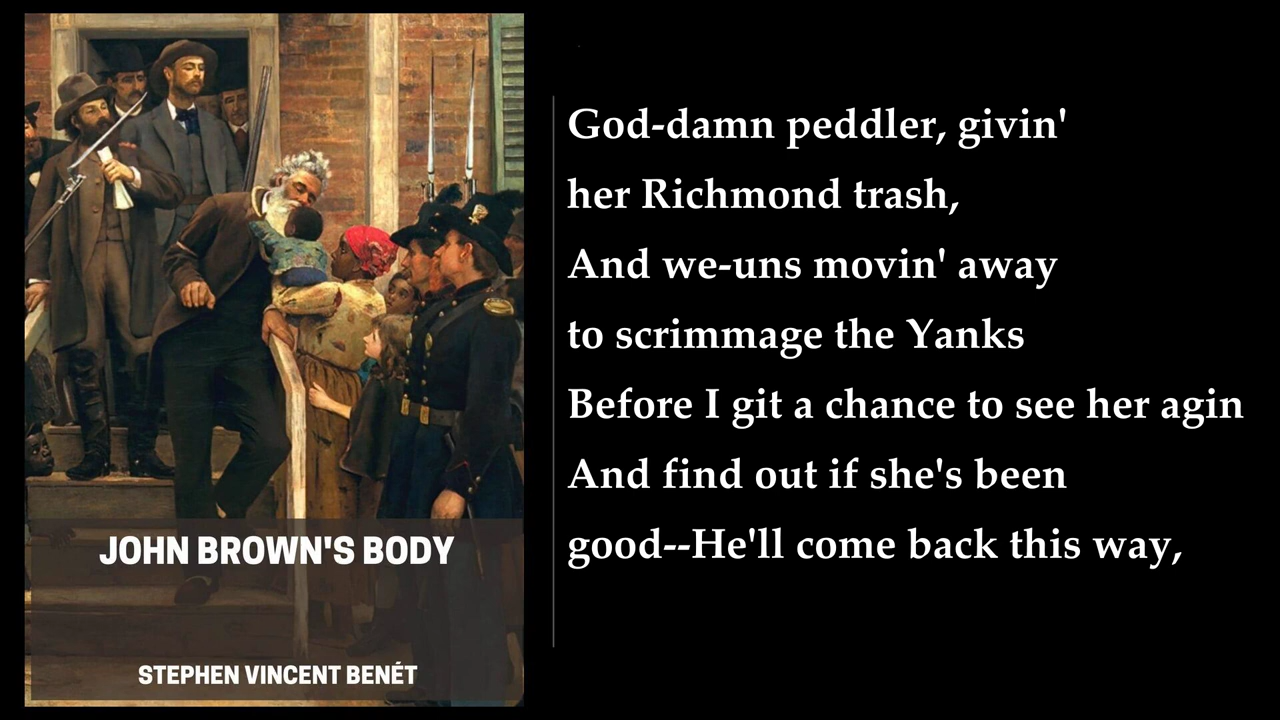 JOHN BROWN'S BODY
STEPHEN VINCENT BENÉT
God-damn peddler, givin'
her Richmond trash,
And we-uns movin' away
to scrimmage the Yanks
Before I git a chance to see her agin
And find out if she's been
good--He'll come back this way,